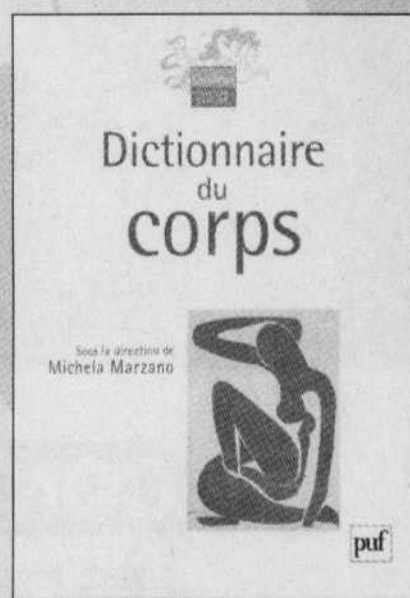 Dictionnaire
du
corps
Sous la direction de
Michela Marzano
puf